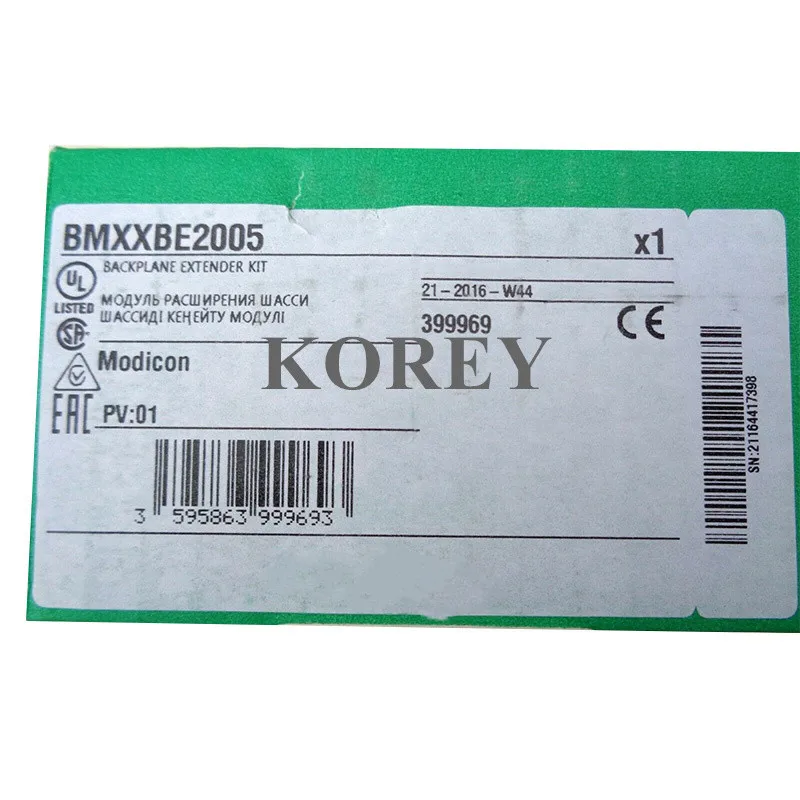 BMXXBE2005 x1
BACKPLANE EXTENDER KIT
UL
LISTED
МОДУЛЬ РАСШИРЕНИЯ ШАССИ
ШАССИДІ КЕҢЕЙТУ МОДУЛІ
21-2016-W44
399969
CE
SA
KOREY
Modicon
EAC
PV:01
3 595863 999693
SN:21164417398